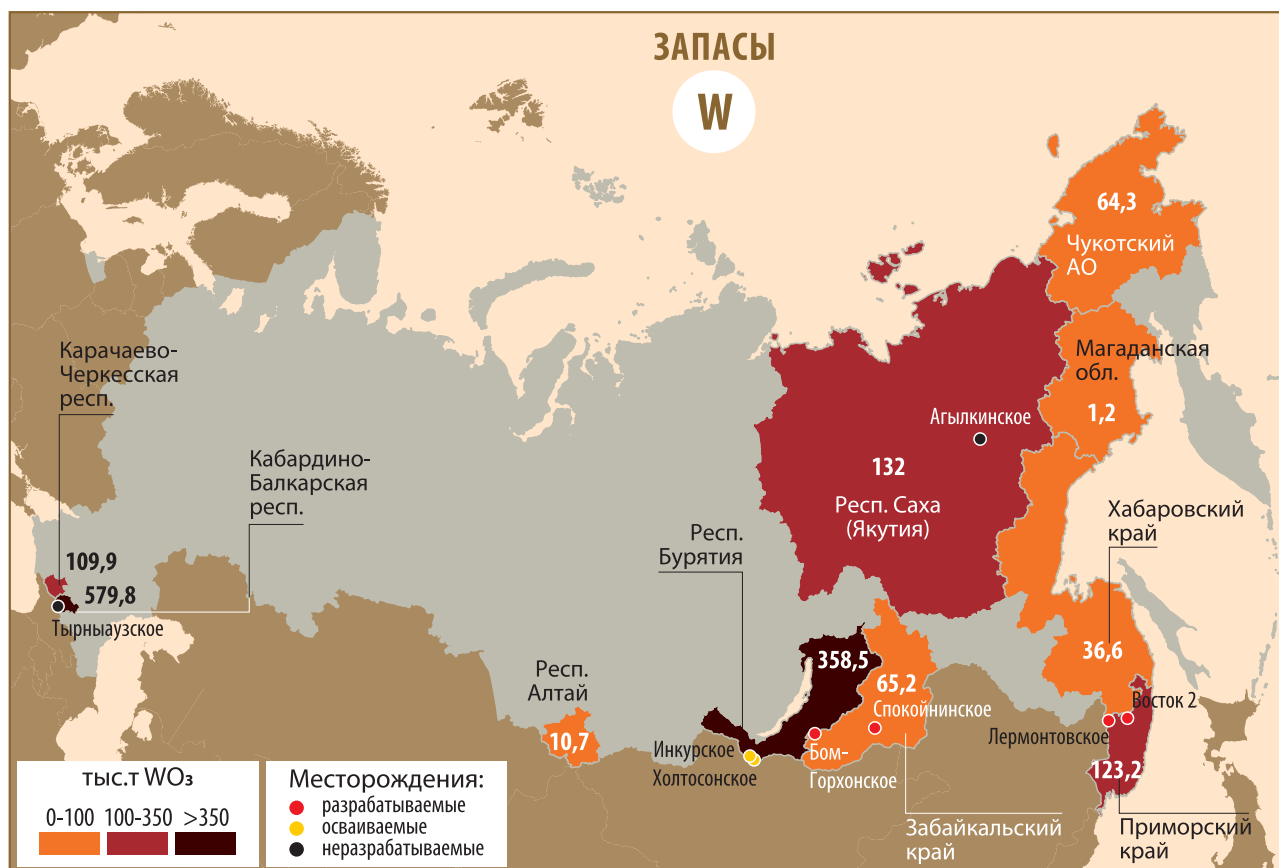 ЗАПАСЫ
W
64,3
Чукотский
АО
Магаданская
обл.
1,2
Карачаево-
Черкесская
респ.
Агылкинское
132
Респ. Саха
(Якутия)
Кабардино-
Балкарская
респ.
Хабаровский
край
Респ.
Бурятия
109,9
579,8
Тырныаузское
36,6
358,5
65,2
Респ.
Алтай
10,7
Спокойнинское
Восток 2
Лермонтовское
Инкурское
Холтосонское
Бом-
Горхонское
123,2
Забайкальский
край
Приморский
край
тыс.т WO₃
0-100 100-350 >350
Месторождения:
разрабатываемые
осваиваемые
неразрабатываемые